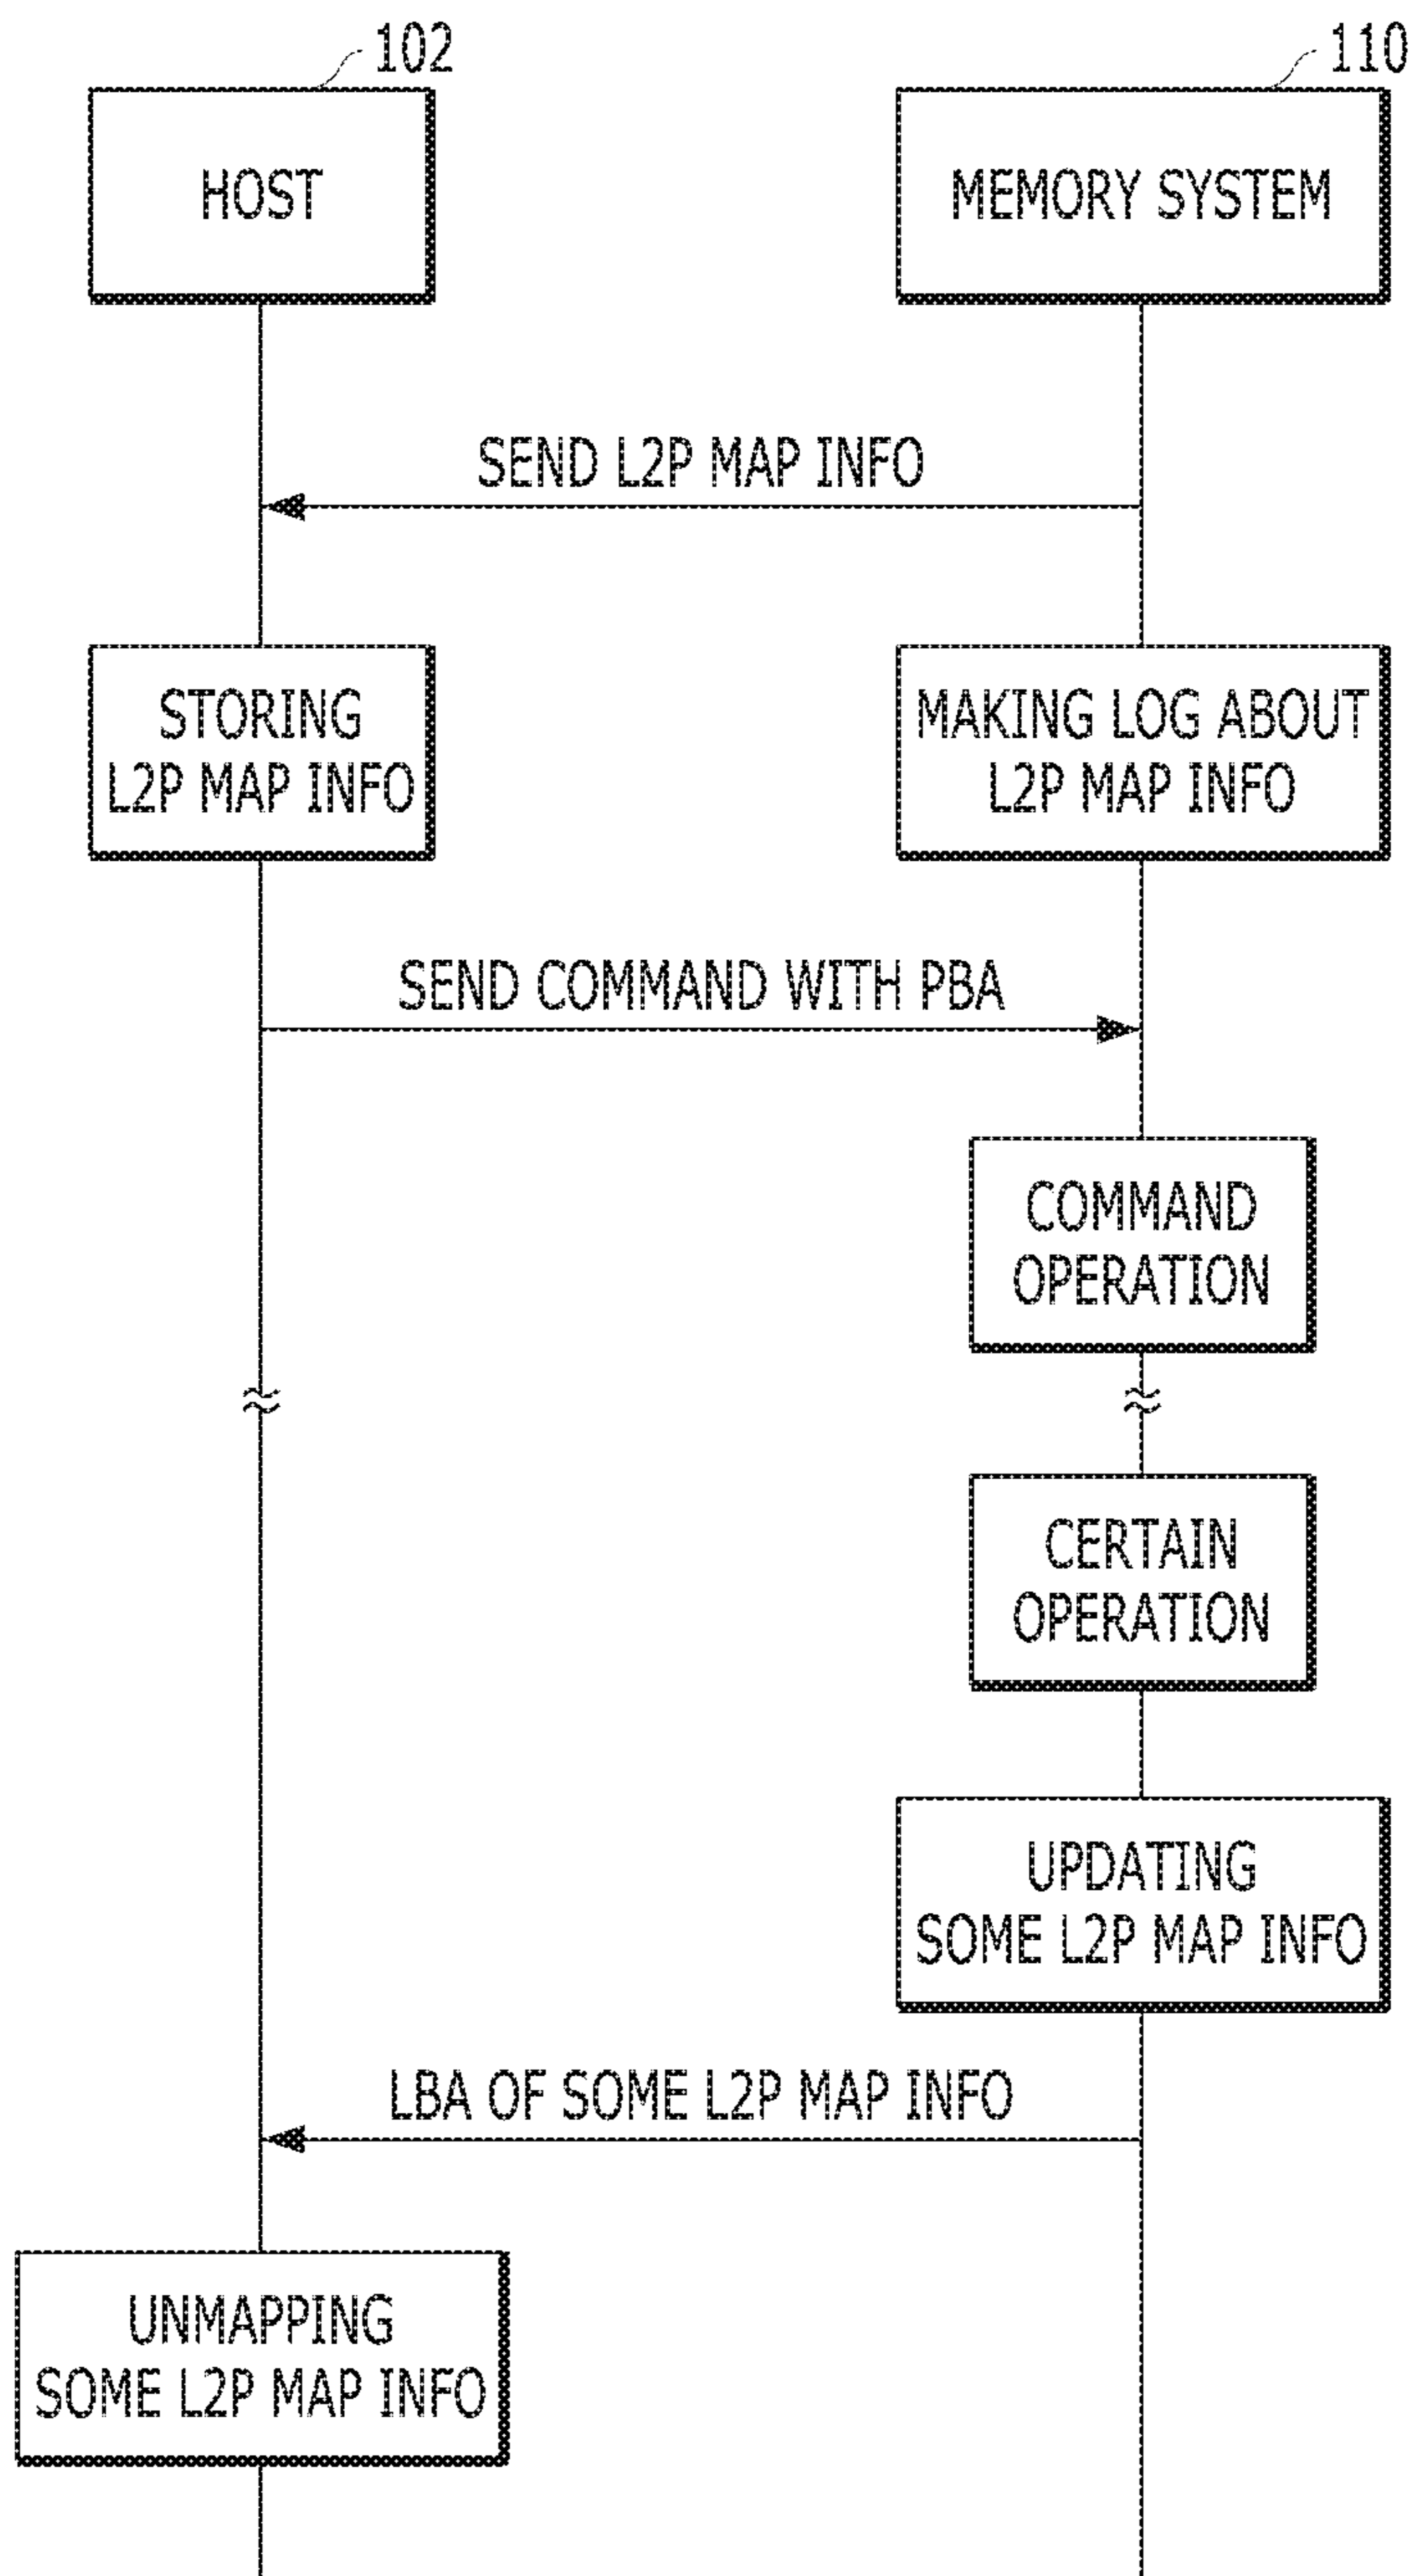 102
110
HOST
MEMORY SYSTEM
SEND L2P MAP INFO
STORING
L2P MAP INFO
MAKING LOG ABOUT
L2P MAP INFO
SEND COMMAND WITH PBA
COMMAND
OPERATION
CERTAIN
OPERATION
UPDATING
SOME L2P MAP INFO
LBA OF SOME L2P MAP INFO
UNMAPPING
SOME L2P MAP INFO